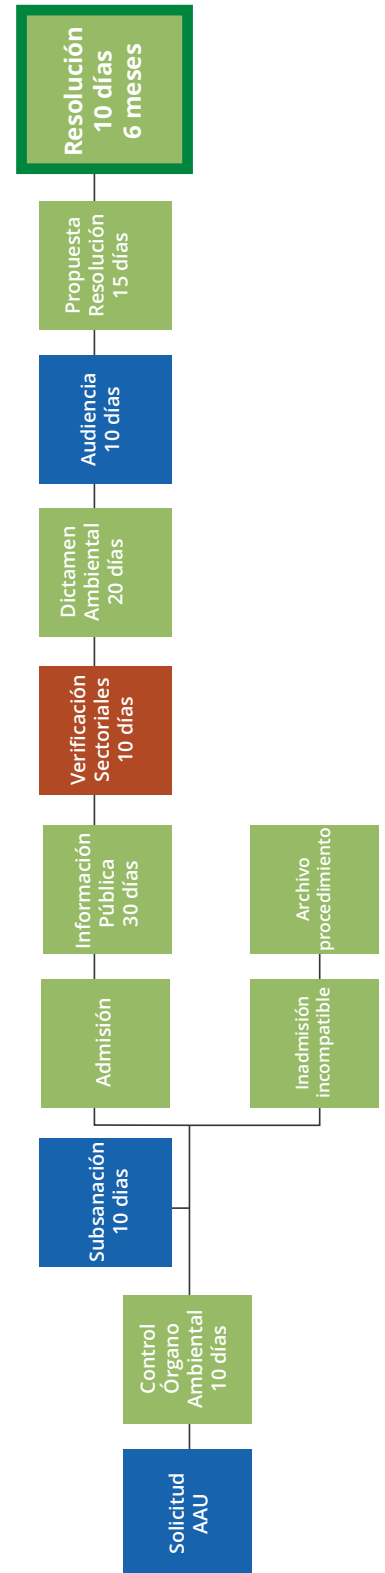 Solicitud
AAU
Control
Órgano
Ambiental
10 días
Subsanación
10 dias
Admisión
Información
Pública
30 días
Verificación
Sectoriales
10 días
Dictamen
Ambiental
20 días
Audiencia
10 días
Propuesta
Resolución
15 días
Resolución
10 días
6 meses
Inadmisión
incompatible
Archivo
procedimiento